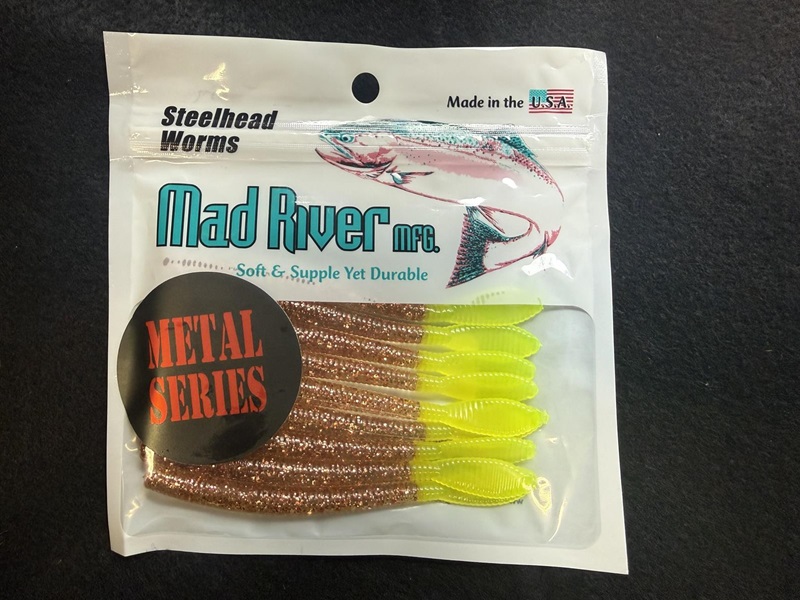 Made in the U.S.A.
Steelhead
Worms
Mad River MFG.
Soft & Supple Yet Durable
METAL
SERIES